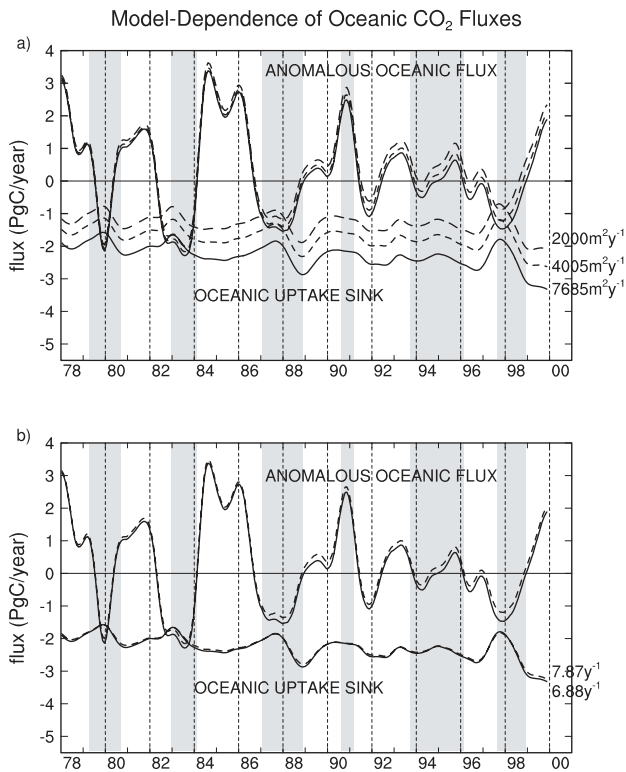 Model-Dependence of Oceanic CO₂ Fluxes
a)
4
3
2
1
0
-1
-2
-3
-4
-5
flux (PgC/year)
ANOMALOUS OCEANIC FLUX
OCEANIC UPTAKE SINK
2000m²y⁻¹
4005m²y⁻¹
7685m²y⁻¹
78 80 82 84 86 88 90 92 94 96 98 00
b)
4
3
2
1
0
-1
-2
-3
-4
-5
flux (PgC/year)
ANOMALOUS OCEANIC FLUX
OCEANIC UPTAKE SINK
7.87y⁻¹
6.88y⁻¹
78 80 82 84 86 88 90 92 94 96 98 00